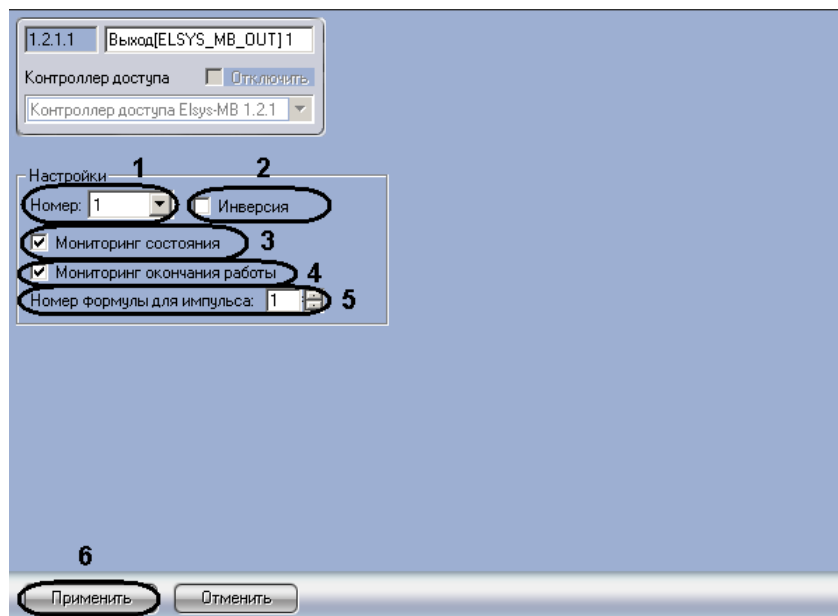 1.2.1.1 Выход[ELSYS_MB_OUT] 1
Контроллер доступа Отключить
Контроллер доступа Elsys-MB 1.2.1
1 2
Настройки
Номер: 1 Инверсия
Мониторинг состояния 3
Мониторинг окончания работы 4
Номер формулы для импульса: 1 5
6
Применить Отменить